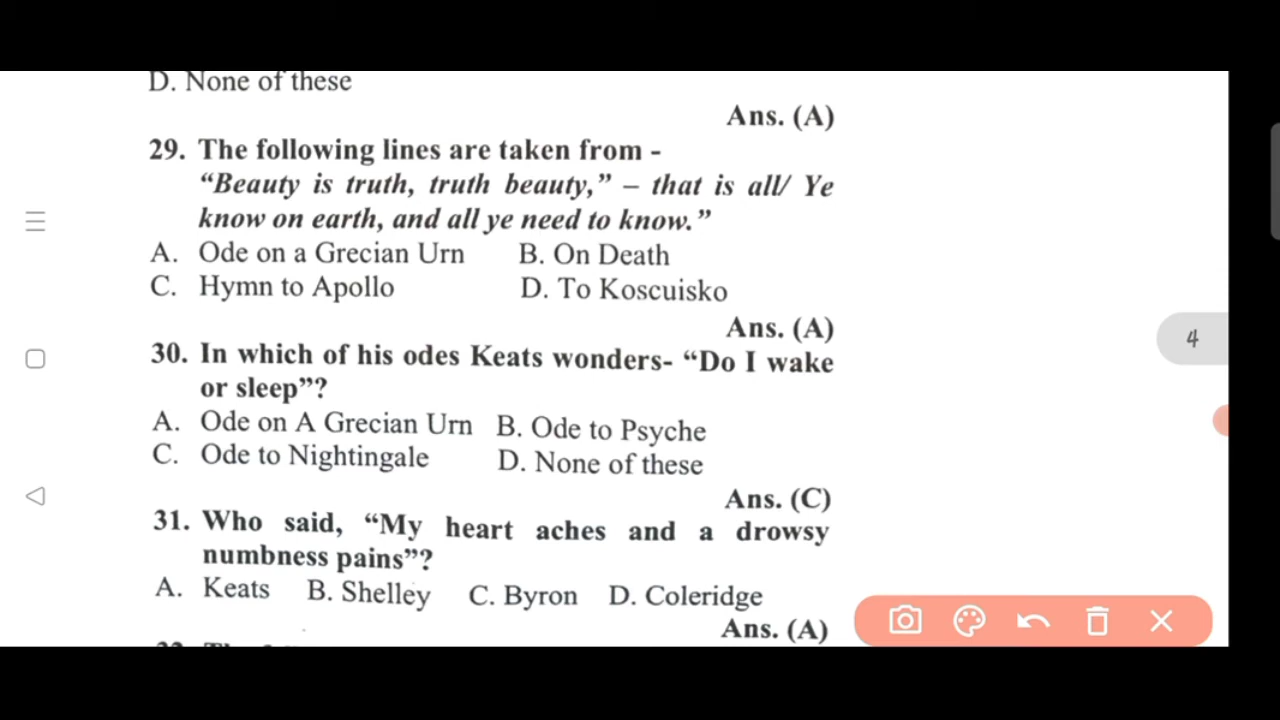 D. None of these
Ans. (A)
29. The following lines are taken from -
“Beauty is truth, truth beauty,” – that is all/ Ye
know on earth, and all ye need to know.”
A. Ode on a Grecian Urn B. On Death
C. Hymn to Apollo D. To Koscuisko
Ans. (A)
30. In which of his odes Keats wonders- “Do I wake
or sleep”?
A. Ode on A Grecian Urn B. Ode to Psyche
C. Ode to Nightingale D. None of these
Ans. (C)
31. Who said, “My heart aches and a drowsy
numbness pains”?
A. Keats B. Shelley C. Byron D. Coleridge
Ans. (A)
4